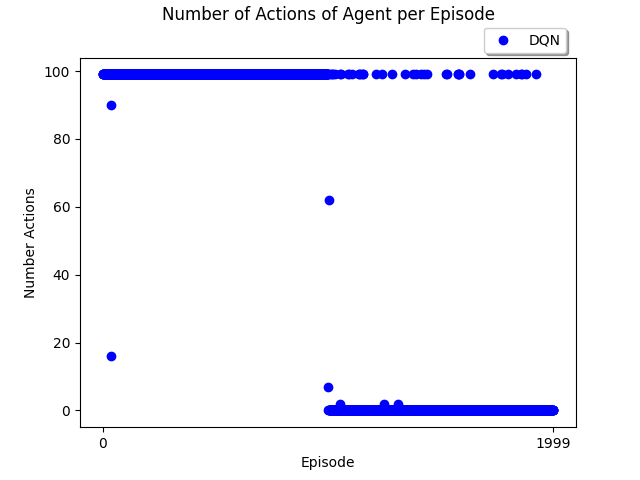 Number of Actions of Agent per Episode
DQN
100
80
60
40
20
0
Number Actions
0
1999
Episode